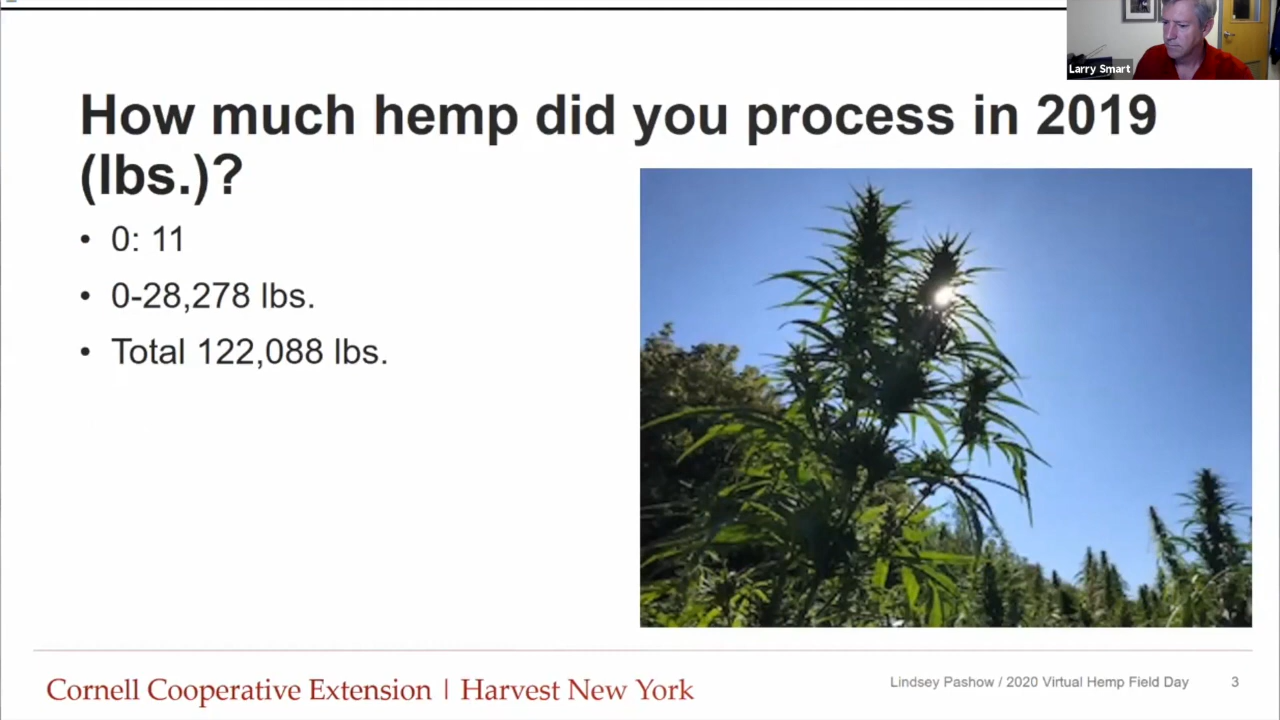 Larry Smart
How much hemp did you process in 2019
(lbs.)?
• 0: 11
• 0-28,278 lbs.
• Total 122,088 lbs.
Cornell Cooperative Extension | Harvest New York
Lindsey Pashow / 2020 Virtual Hemp Field Day
3